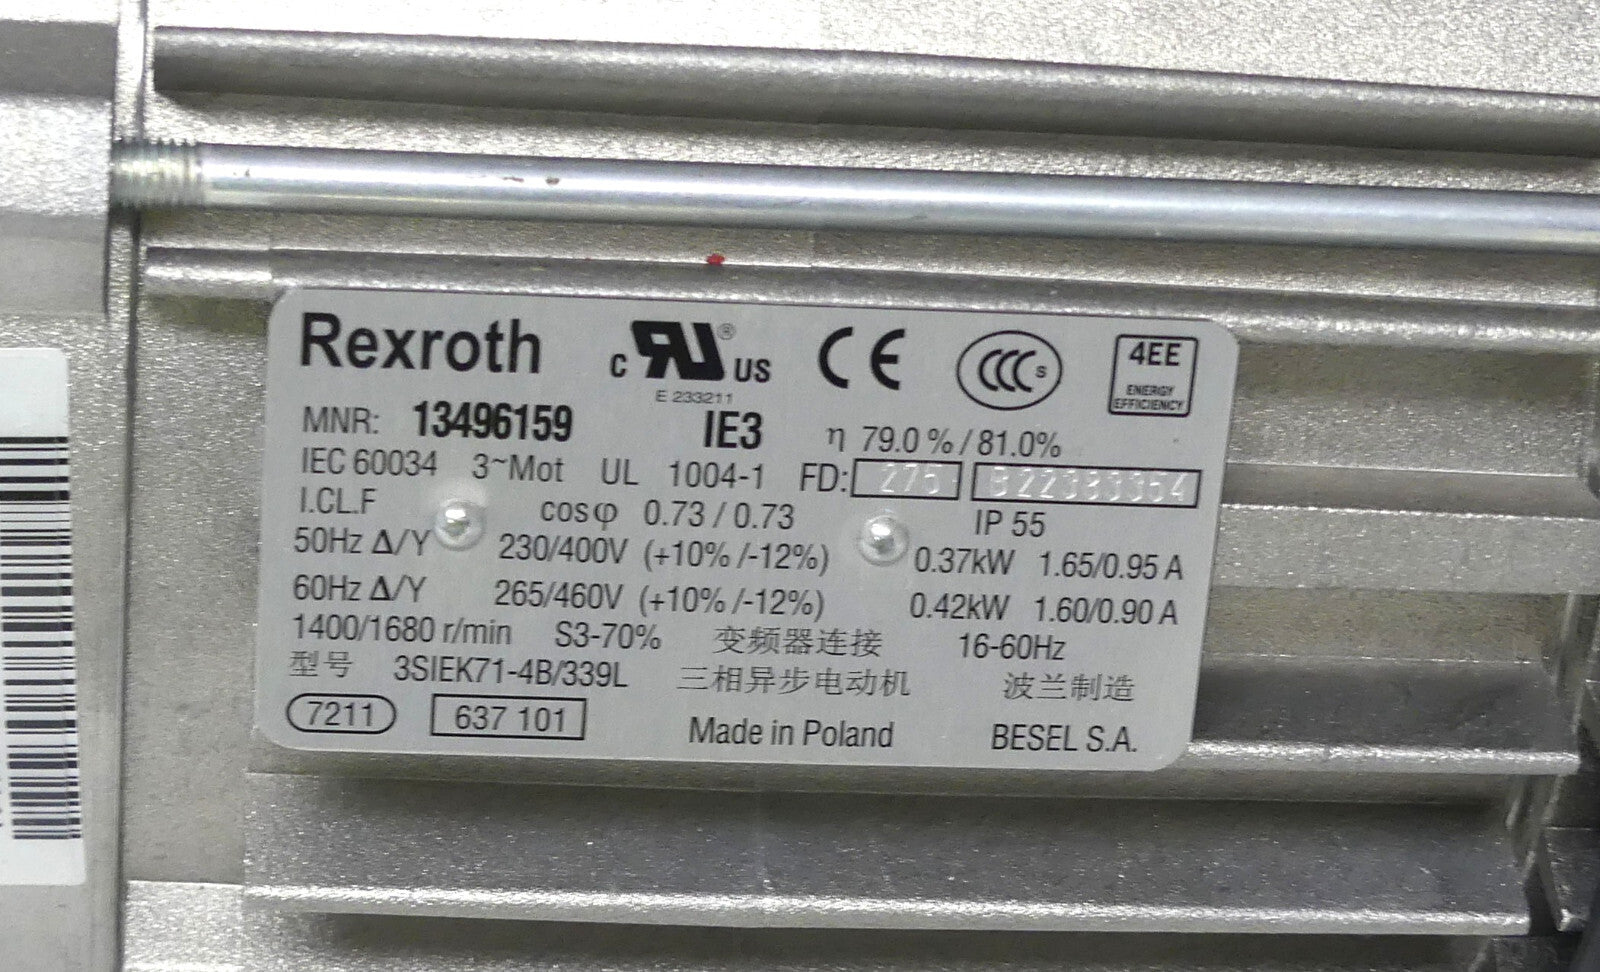 Rexroth c RU ® US CE CCC S 4EE
ENERGY
EFFICIENCY
E 233211
MNR: 13496159 IE3 η 79.0 % / 81.0%
IEC 60034 3~Mot UL 1004-1 FD: 275
I.CL.F cosφ 0.73 / 0.73 IP 55
50Hz Δ/Y 230/400V (+10% /-12%) 0.37kW 1.65/0.95 A
60Hz Δ/Y 265/460V (+10% /-12%) 0.42kW 1.60/0.90 A
1400/1680 r/min S3-70% 变频器连接 16-60Hz
型号 3SIEK71-4B/339L 三相异步电动机 波兰制造
7211 637 101 Made in Poland BESEL S.A.